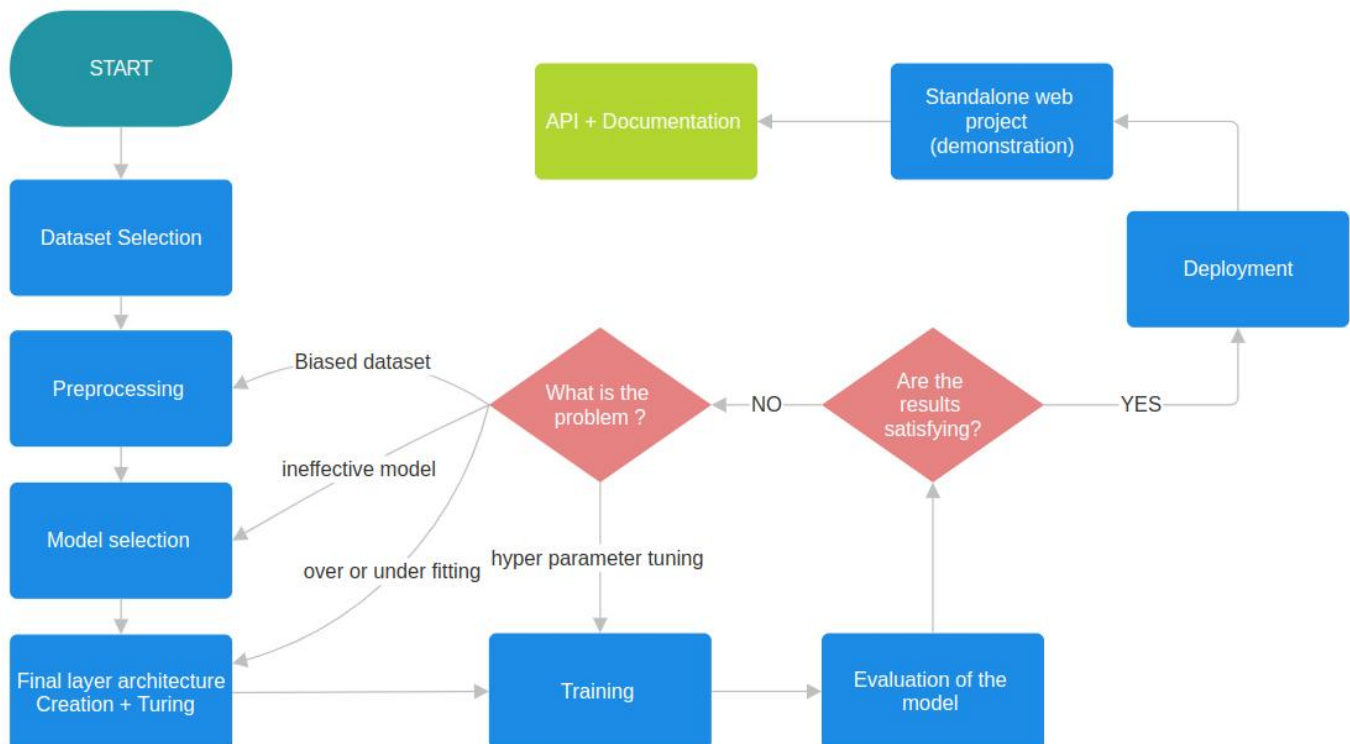 START
Dataset Selection
Preprocessing
Model selection
Final layer architecture
Creation + Turing
Biased dataset
ineffective model
over or under fitting
What is the
problem ?
hyper parameter tuning
Training
Evaluation of the
model
Are the
results
satisfying?
NO
YES
Deployment
Standalone web
project
(demonstration)
API + Documentation